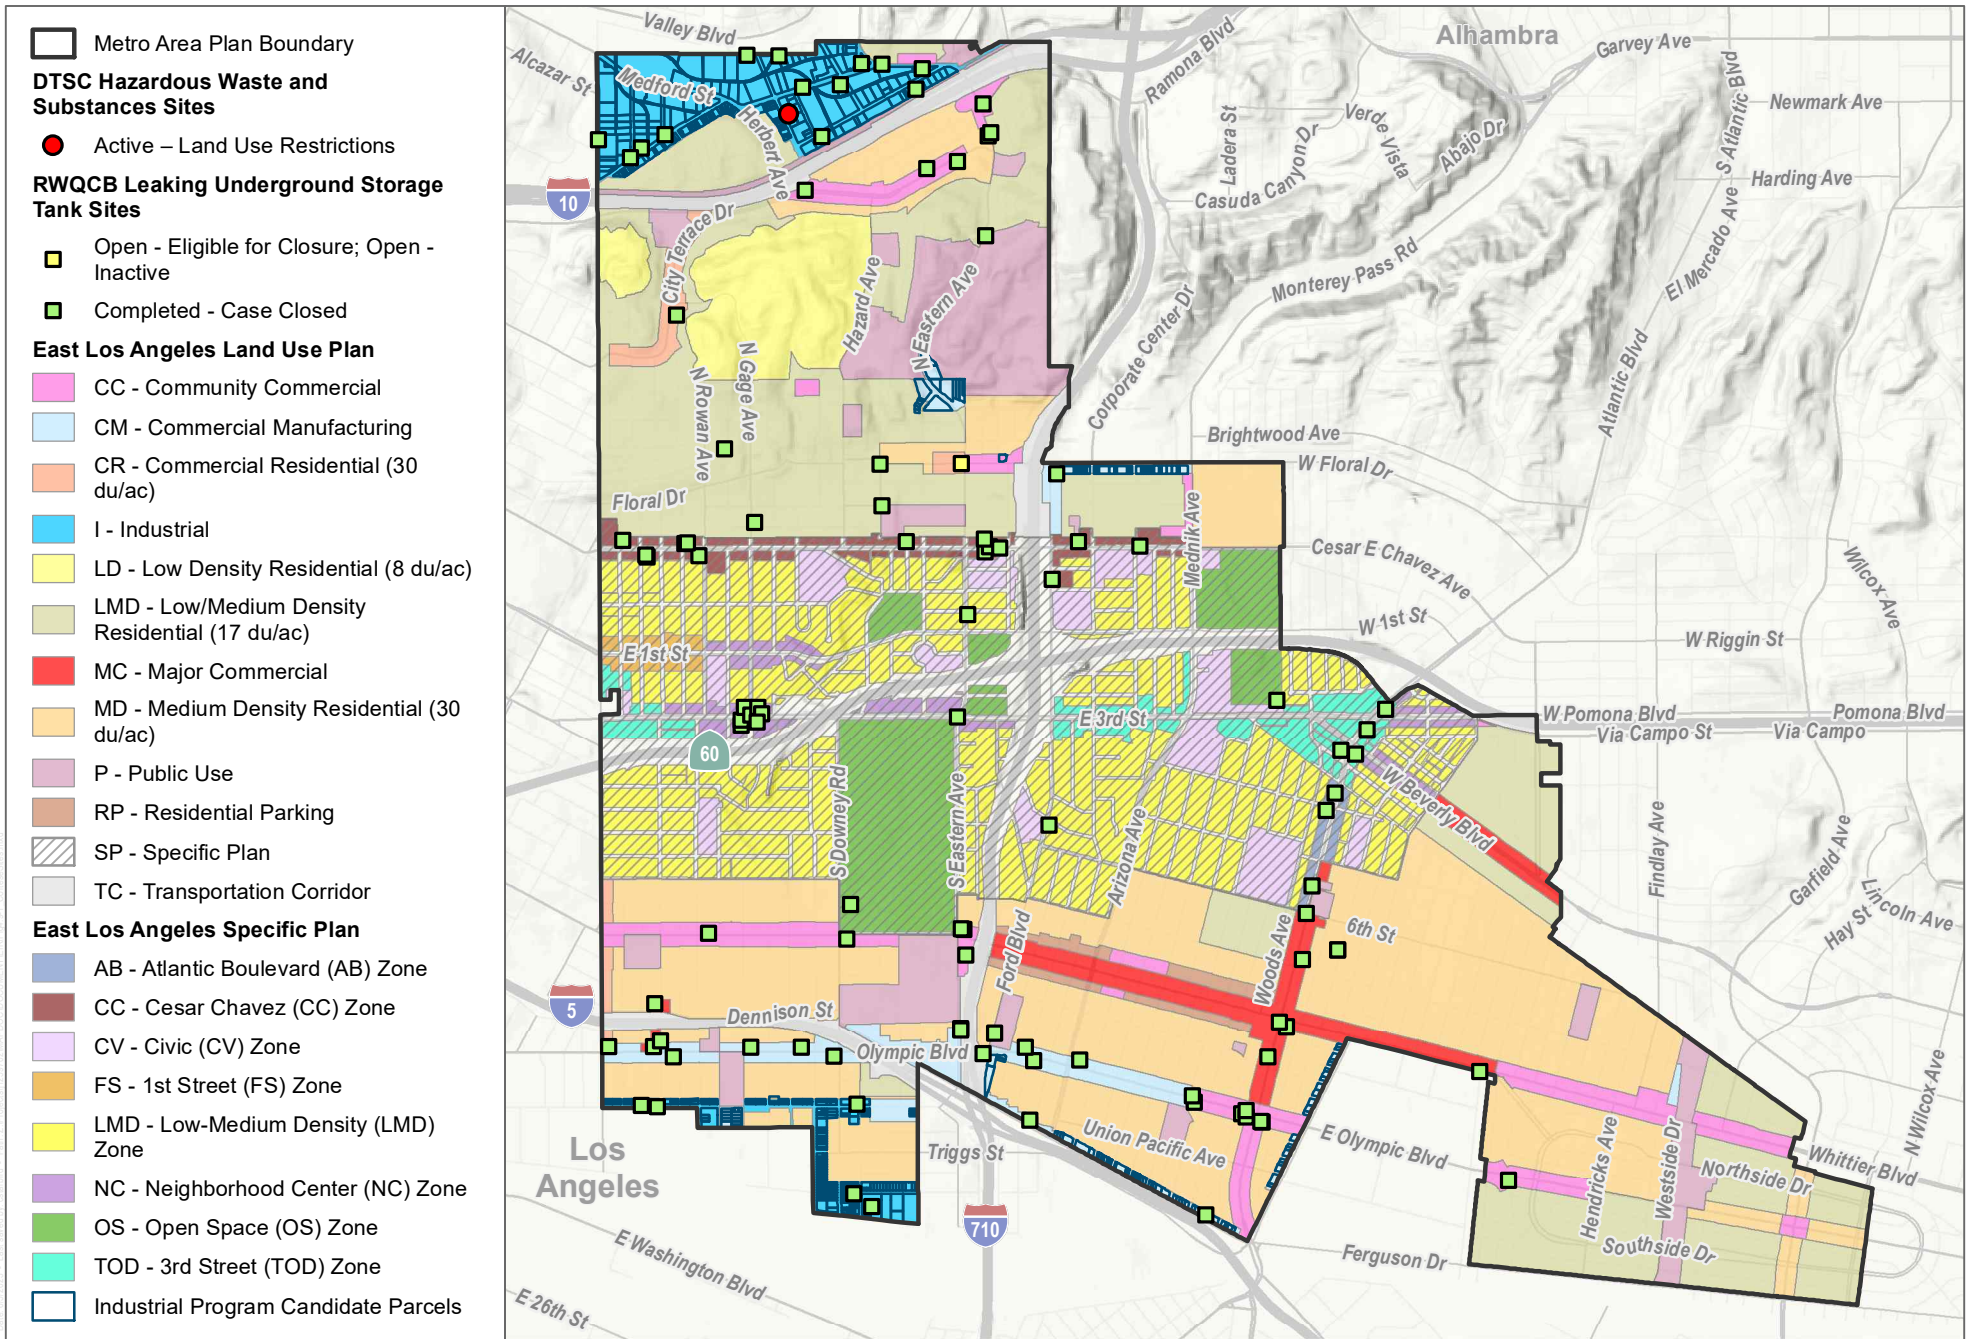 Metro Area Plan Boundary
DTSC Hazardous Waste and
Substances Sites
Active – Land Use Restrictions
RWQCB Leaking Underground Storage
Tank Sites
Open - Eligible for Closure; Open -
Inactive
Completed - Case Closed
East Los Angeles Land Use Plan
CC - Community Commercial
CM - Commercial Manufacturing
CR - Commercial Residential (30
du/ac)
I - Industrial
LD - Low Density Residential (8 du/ac)
LMD - Low/Medium Density
Residential (17 du/ac)
MC - Major Commercial
MD - Medium Density Residential (30
du/ac)
P - Public Use
RP - Residential Parking
SP - Specific Plan
TC - Transportation Corridor
East Los Angeles Specific Plan
AB - Atlantic Boulevard (AB) Zone
CC - Cesar Chavez (CC) Zone
CV - Civic (CV) Zone
FS - 1st Street (FS) Zone
LMD - Low-Medium Density (LMD)
Zone
NC - Neighborhood Center (NC) Zone
OS - Open Space (OS) Zone
TOD - 3rd Street (TOD) Zone
Industrial Program Candidate Parcels
Valley Blvd
Alcazar St
Medford St
Herbert Ave
10
City Terrace Dr
Hazard Ave
N Eastern Ave
N Gage Ave
N Rowan Ave
Floral Dr
Ramona Blvd
Alhambra
Garvey Ave
S Atlantic Blvd
Newmark Ave
Ladera St
Verde Vista
Abajo Dr
Casuda Canyon Dr
Harding Ave
El Mercado Ave
Monterey Pass Rd
Corporate Center Dr
Atlantic Blvd
Brightwood Ave
W Floral Dr
Mednik Ave
Cesar E Chavez Ave
Wilcox Ave
W 1st St
W Riggin St
E 1st St
E 3rd St
60
W Pomona Blvd
Pomona Blvd
Via Campo St
Via Campo
S Downey Rd
S Eastern Ave
Arizona Ave
W Beverly Blvd
Findlay Ave
Garfield Ave
Lincoln Ave
Hay St
Ford Blvd
Woods Ave
6th St
5
Dennison St
Olympic Blvd
Los
Angeles
Triggs St
Union Pacific Ave
E Olympic Blvd
Hendricks Ave
Westside Dr
Northside Dr
Whittier Blvd
N Wilcox Ave
Southside Dr
710
Ferguson Dr
E Washington Blvd
E 26th St